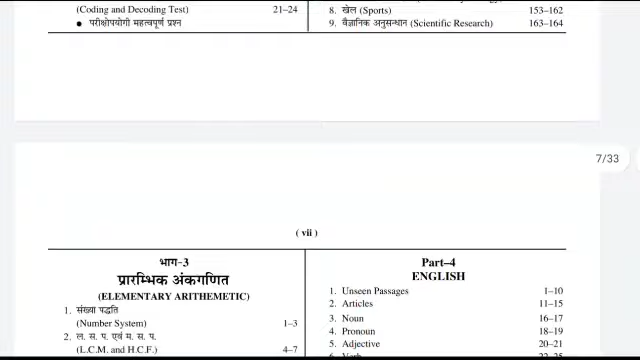 (Coding and Decoding Test) 21–24
● परीक्षोपयोगी महत्वपूर्ण प्रश्न
8. खेल (Sports) 153–162
9. वैज्ञानिक अनुसन्धान (Scientific Research) 163–164
7/33
( vii )
भाग-3
प्रारम्भिक अंकगणित
(ELEMENTARY ARITHEMETIC)
1. संख्या पद्धति
(Number System) 1–3
2. ल. स. प. एवं म. स. प.
(L.C.M. and H.C.F.) 4–7
Part–4
ENGLISH
1. Unseen Passages 1–10
2. Articles 11–15
3. Noun 16–17
4. Pronoun 18–19
5. Adjective 20–21